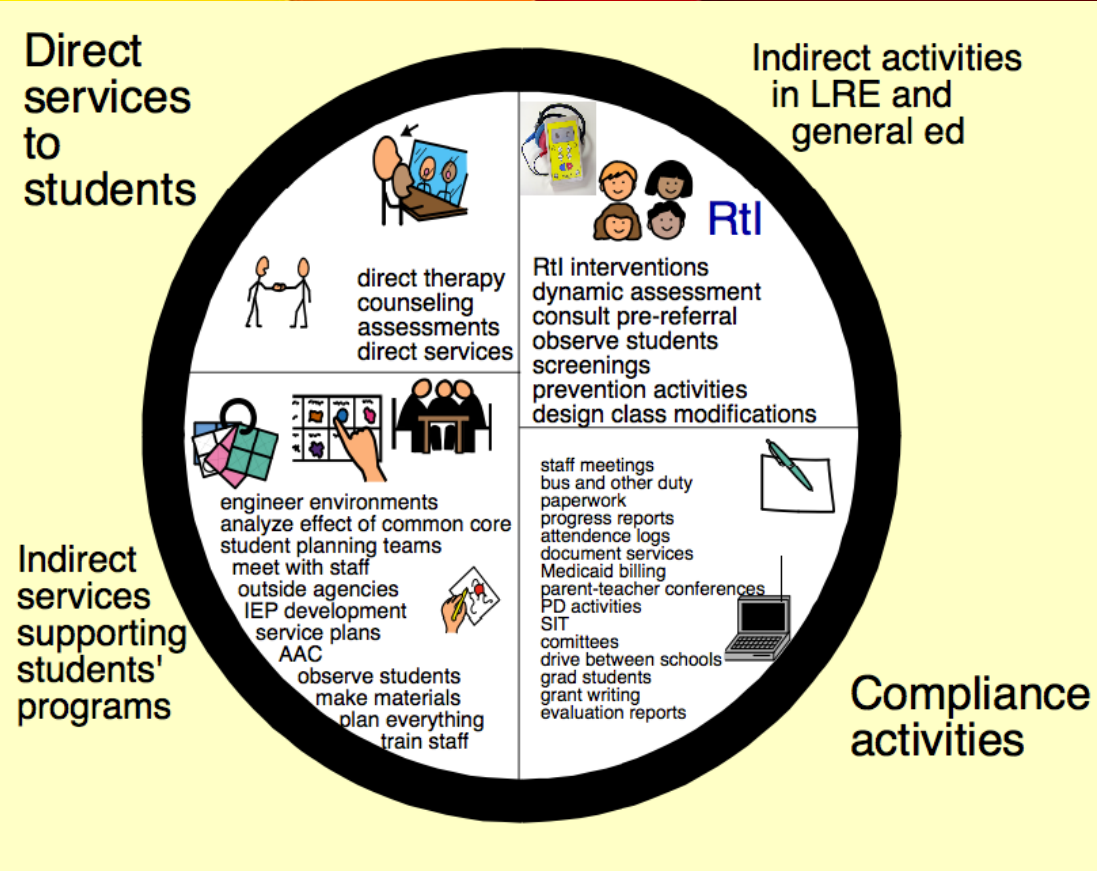 Direct
services
to
students
Indirect activities
in LRE and
general ed
RtI
direct therapy
counseling
assessments
direct services
RtI interventions
dynamic assessment
consult pre-referral
observe students
screenings
prevention activities
design class modifications
Indirect
services
supporting
students'
programs
engineer environments
analyze effect of common core
student planning teams
meet with staff
outside agencies
IEP development
service plans
AAC
observe students
make materials
plan everything
train staff
staff meetings
bus and other duty
paperwork
progress reports
attendence logs
document services
Medicaid billing
parent-teacher conferences
PD activities
SIT
comittees
drive between schools
grad students
grant writing
evaluation reports
Compliance
activities